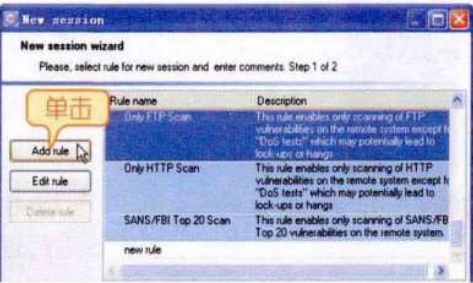 New session
New session wizard
Please, select rule for new session and enter comments. Step 1 of 2
单击
Add rule
Edit rule
Delete rule
Rule name Description
Only FTP Scan This rule enables only scanning of FTP
vulnerabilities on the remote system except f
"DoS tests" which may potentially lead to
lock-ups or hangs
Only HTTP Scan This rule enables only scanning of HTTP
vulnerabilities on the remote system except f
"DoS tests" which may potentially lead to
lock-ups or hangs
SANS/FBI Top 20 Scan This rule enables only scanning of SANS/FB
Top 20 vulnerabilities on the remote system.
new rule